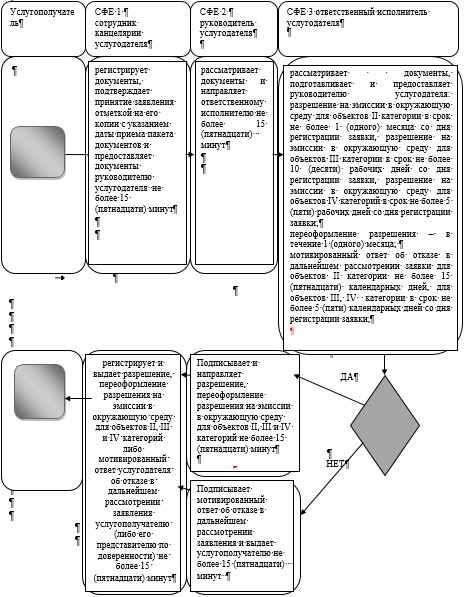 Услугополучате
ль¶
СФЕ·1·¶
сотрудник·
канцелярии·
услугодателя¶
СФЕ·2·¶
руководитель·
услугодателя¶
¶
СФЕ·3·ответственный·исполнитель·
услугодателя¶
¶
¶
регистрирует·
документы,·
подтверждает·
принятие·заявления·
отметкой·на·его·
копии·с·указанием·
даты·приема·пакета·
документов·и·
предоставляет·
документы·
руководителю·
услугодателя·не·
более·15·
(пятнадцати)·минут¶
¶
¶
рассматривает·
документы· и·
направляет·
ответственному·
исполнителю·не·
более· 15·
(пятнадцати)···
минут¶
¶
¶
рассматривает· · · документы,·
подготавливает· и· предоставляет·
руководителю· услугодателя:·
разрешение·на·эмиссии·в·окружающую·
среду·для·объектов·II·категории·в·срок·
не· более· 1· (одного)· месяца· со· дня·
регистрации· заявки,· разрешение· на·
эмиссии· в· окружающую· среду· для·
объектов·III·категории·в·срок·не·более·
10· (десяти)· рабочих· дней· со· дня·
регистрации· заявки,· разрешение· на·
эмиссии· в· окружающую· среду· для·
объектов·IV·категорий·в·срок·не·более·5·
(пяти)·рабочих·дней·со·дня·регистрации·
заявки;¶
переоформление· разрешения· –· в·
течение·1·(одного)·месяца;·¶
мотивированный· ответ· об· отказе· в·
дальнейшем· рассмотрении· заявки· для·
объектов· II· категории· не· более· 15·
(пятнадцати)· календарных· дней,· для·
объектов· III,· IV· · категории· в· срок· не·
более·5·(пяти)·календарных·дней·со·дня·
регистрации·заявки;¶
¶
¶
¶
¶
¶
¶
¶
регистрирует·и·
выдает·разрешение,·
переоформление·
разрешения·на·
эмиссии·в·
окружающую·среду·
для·объектов·II,·III·
и·IV·категорий·
либо·
мотивированный·
ответ·услугодателя·
об·отказе·в·
дальнейшем·
рассмотрении·
заявления·
услугополучателю·
(либо·его·
представителю·по·
доверенности)·не·
более·15·
(пятнадцати)·минут¶
Подписывает·и·
направляет·
разрешение,·
переоформление·
разрешения·на·эмиссии·
в·окружающую·среду·
для·объектов·II,·III·и·IV·
категорий·не·более·15·
(пятнадцати)·минут¶
¶
ДА¶
¶
НЕТ¶
Подписывает·
мотивированный·
ответ·об·отказе·в·
дальнейшем·
рассмотрении·
заявления·и·выдает·
услугополучателю·не·
более·15·(пятнадцати)···
минут··¶
¶
¶
¶
¶